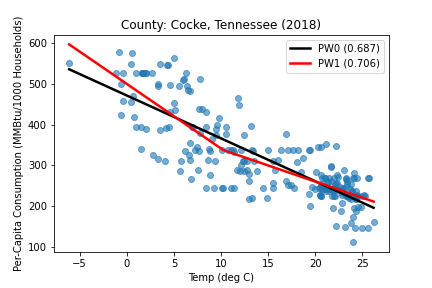 County: Cocke, Tennessee (2018)
PW0 (0.687)
PW1 (0.706)
Per-Capita Consumption (MMBtu/1000 Households)
600
500
400
300
200
100
−5
0
5
10
15
20
25
Temp (deg C)